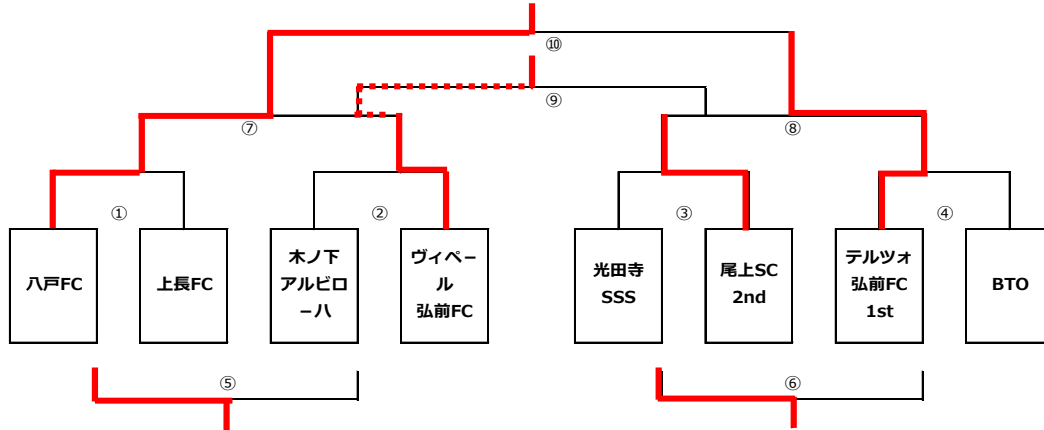 ⑩
⑨
⑦
⑧
①
②
③
④
八戸FC
上長FC
木ノ下
アルビロ
ーハ
ヴィペー
ル
弘前FC
光田寺
SSS
尾上SC
2nd
テルツォ
弘前FC
1st
BTO
⑤
⑥